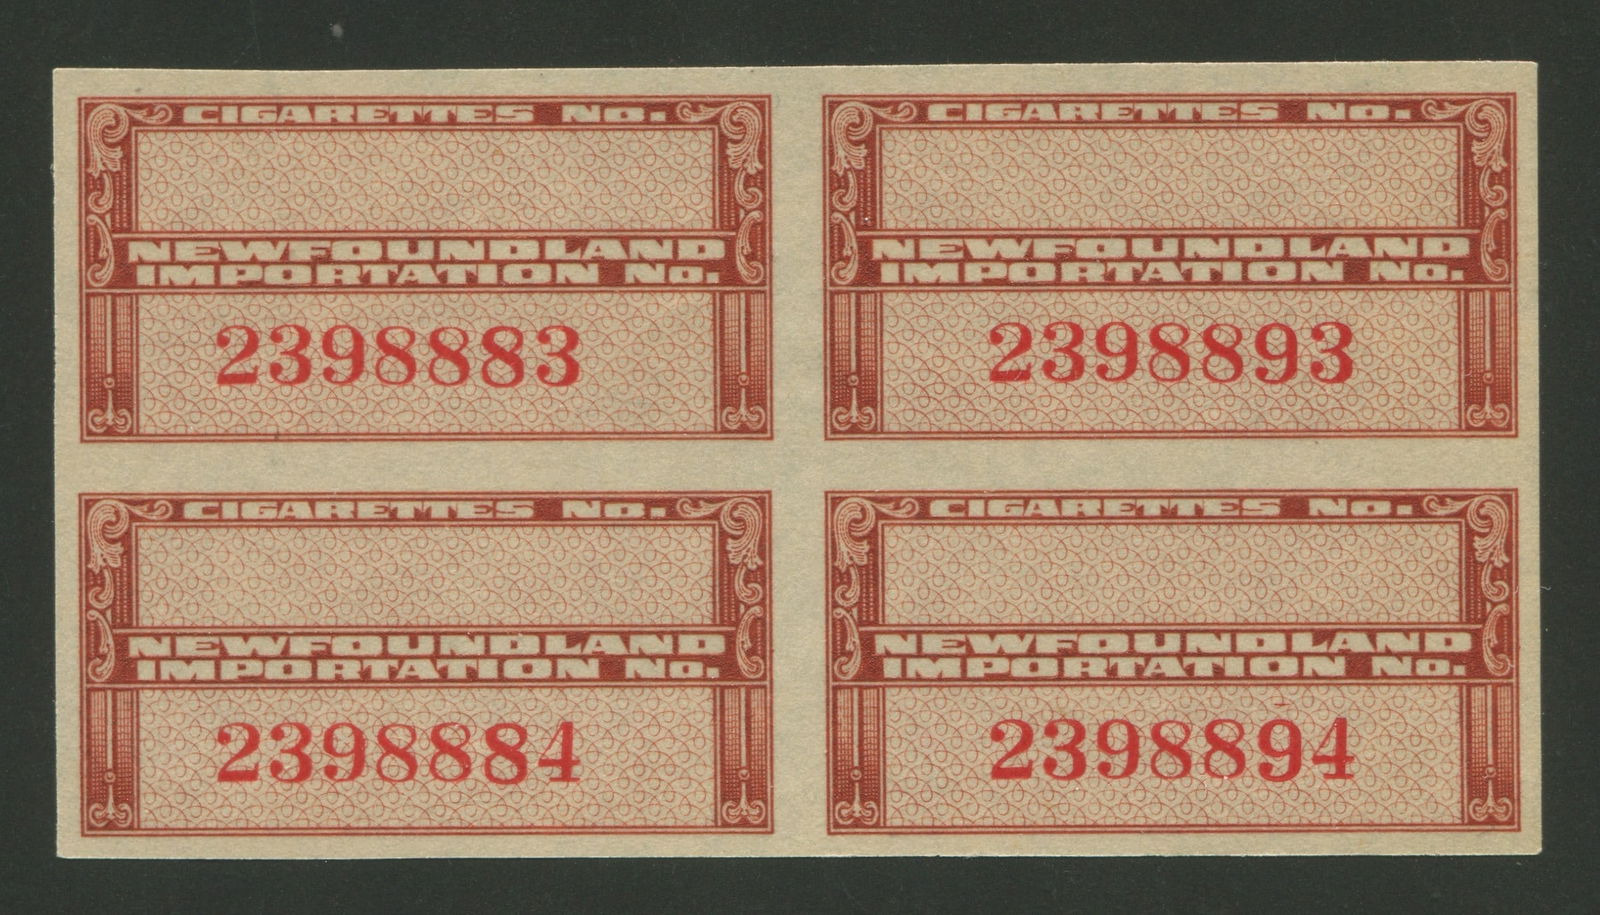 CIGARETTES No.
NEWFOUNDLAND
IMPORTATION No.
2398883
CIGARETTES No.
NEWFOUNDLAND
IMPORTATION No.
2398893
CIGARETTES No.
NEWFOUNDLAND
IMPORTATION No.
2398884
CIGARETTES No.
NEWFOUNDLAND
IMPORTATION No.
2398894